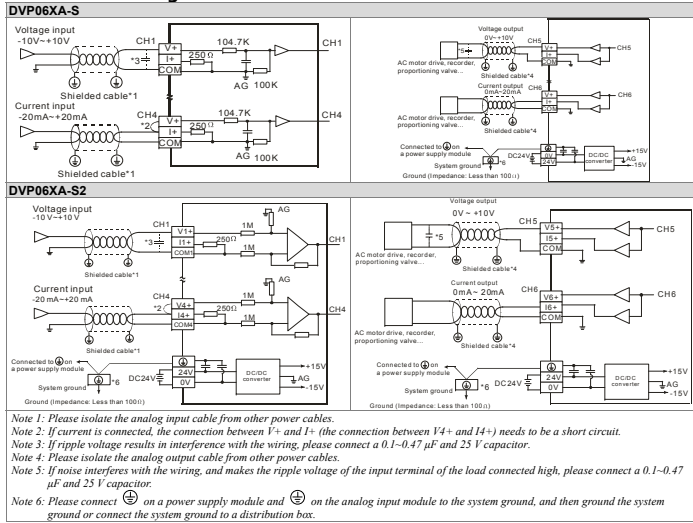 DVP06XA-S
Voltage input
-10V~+10V
CH1
*3
V+
I+
COM
250Ω
104.7K
AG
100K
CH1
Shielded cable*1
Current input
-20mA~+20mA
CH4
*2
V+
I+
COM
250Ω
104.7K
AG
100K
CH4
Shielded cable*1
Voltage output
0V~+10V
CH5
*5
V+
I+
COM
CH5
AC motor drive, recorder,
proportioning valve...
Shielded cable*4
Current output
0mA~20mA
CH6
V+
I+
COM
CH6
AC motor drive, recorder,
proportioning valve...
Shielded cable*4
Connected to on
a power supply module
System ground
*6
DC24V
0V
24V
DC/DC
converter
+15V
AG
-15V
Ground (Impedance: Less than 100Ω)
DVP06XA-S2
Voltage input
-10 V~+10 V
CH1
*3
V1+
I1+
COM1
250Ω
1M
1M
AG
CH1
Shielded cable*1
Current input
-20 mA~+20 mA
CH4
*2
V4+
I4+
COM4
250Ω
1M
1M
AG
CH4
Shielded cable*1
Connected to on
a power supply module
System ground
*6
DC24V
24V
0V
DC/DC
converter
+15V
AG
-15V
Ground (Impedance: Less than 100Ω)
Voltage output
0V~ +10V
CH5
*5
V5+
I5+
COM
CH5
AC motor drive, recorder,
proportioning valve...
Shielded cable*4
Current output
0mA~ 20mA
CH6
V6+
I6+
COM
CH6
AC motor drive, recorder,
proportioning valve...
Shielded cable*4
Connected to on
a power supply module
System ground
*6
DC24V
24V
0V
DC/DC
converter
+15V
AG
-15V
Ground (Impedance: Less than 100Ω)
Note 1: Please isolate the analog input cable from other power cables.
Note 2: If current is connected, the connection between V+ and I+ (the connection between V4+ and I4+) needs to be a short circuit.
Note 3: If ripple voltage results in interference with the wiring, please connect a 0.1~0.47 μF and 25 V capacitor.
Note 4: Please isolate the analog output cable from other power cables.
Note 5: If noise interferes with the wiring, and makes the ripple voltage of the input terminal of the load connected high, please connect a 0.1~0.47
μF and 25 V capacitor.
Note 6: Please connect on a power supply module and on the analog input module to the system ground, and then ground the system
ground or connect the system ground to a distribution box.